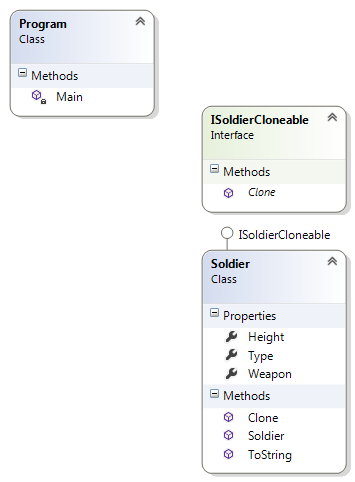 Program
Class
Methods
Main
ISoldierCloneable
Interface
Methods
Clone
ISoldierCloneable
Soldier
Class
Properties
Height
Type
Weapon
Methods
Clone
Soldier
ToString